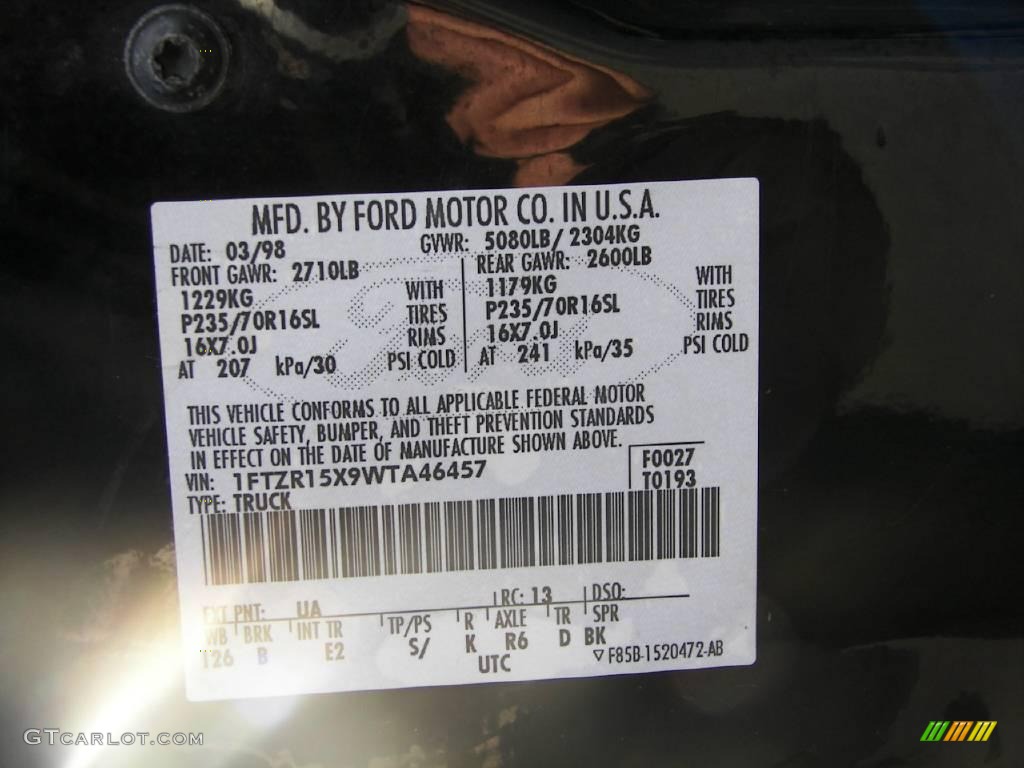 MFD. BY FORD MOTOR CO. IN U.S.A.
DATE: 03/98 GVWR: 5080LB/ 2304KG
FRONT GAWR: 2710LB REAR GAWR: 2600LB
1229KG WITH 1179KG WITH
P235/70R16SL TIRES P235/70R16SL TIRES
16X7.0J RIMS 16X7.0J RIMS
AT 207 kPa/30 PSI COLD AT 241 kPa/35 PSI COLD
THIS VEHICLE CONFORMS TO ALL APPLICABLE FEDERAL MOTOR
VEHICLE SAFETY, BUMPER, AND THEFT PREVENTION STANDARDS
IN EFFECT ON THE DATE OF MANUFACTURE SHOWN ABOVE.
VIN: 1FTZR15X9WTA46457 F0027
TYPE: TRUCK T0193
EXT PNT: UA RC: 13 DSO:
WB BRK INT TR TP/PS R AXLE TR SPR
126 B E2 S/ K R6 D BK
UTC ▽F85B-1520472-AB
GTCARLOT.COM